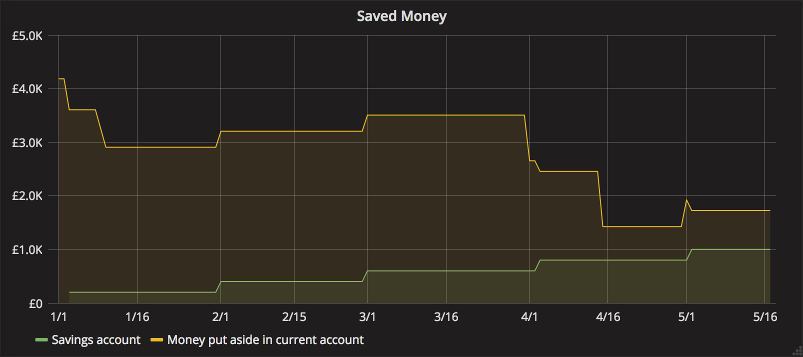 Saved Money
£5.0K
£4.0K
£3.0K
£2.0K
£1.0K
£0
1/1 1/16 2/1 2/15 3/1 3/16 4/1 4/16 5/1 5/16
Savings account Money put aside in current account